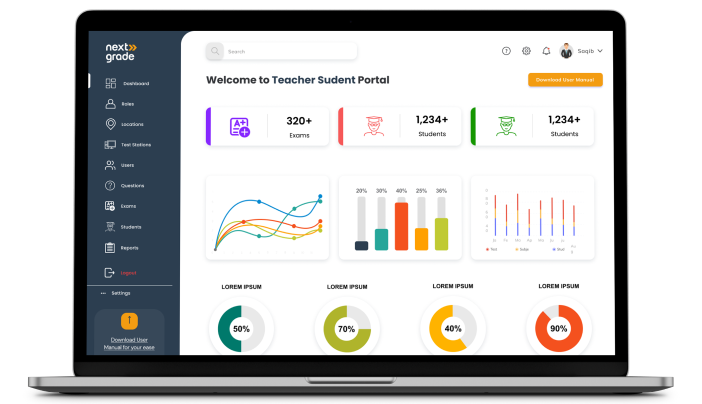 next»
grade
Dashboard
Roles
Locations
Test Stations
Users
Questions
Exams
Students
Reports
Logout
Settings
Download User
Manual for your ease
Search
Saqib
Welcome to Teacher Sudent Portal
Download User Manual
320+
Exams
1,234+
Students
1,234+
Students
20% 30% 40% 25% 36%
LOREM IPSUM
LOREM IPSUM
LOREM IPSUM
LOREM IPSUM
50%
70%
40%
90%